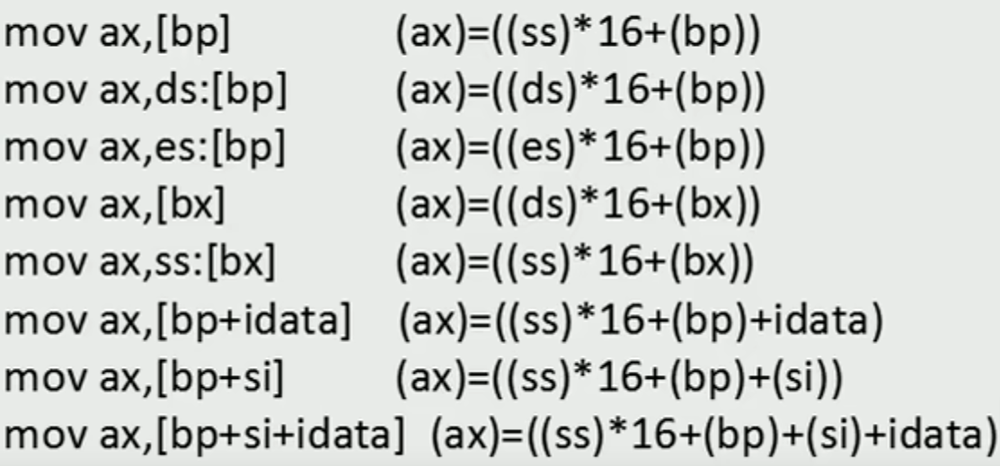 mov ax,[bp] (ax)=((ss)*16+(bp))
mov ax,ds:[bp] (ax)=((ds)*16+(bp))
mov ax,es:[bp] (ax)=((es)*16+(bp))
mov ax,[bx] (ax)=((ds)*16+(bx))
mov ax,ss:[bx] (ax)=((ss)*16+(bx))
mov ax,[bp+idata] (ax)=((ss)*16+(bp)+idata)
mov ax,[bp+si] (ax)=((ss)*16+(bp)+(si))
mov ax,[bp+si+idata] (ax)=((ss)*16+(bp)+(si)+idata)